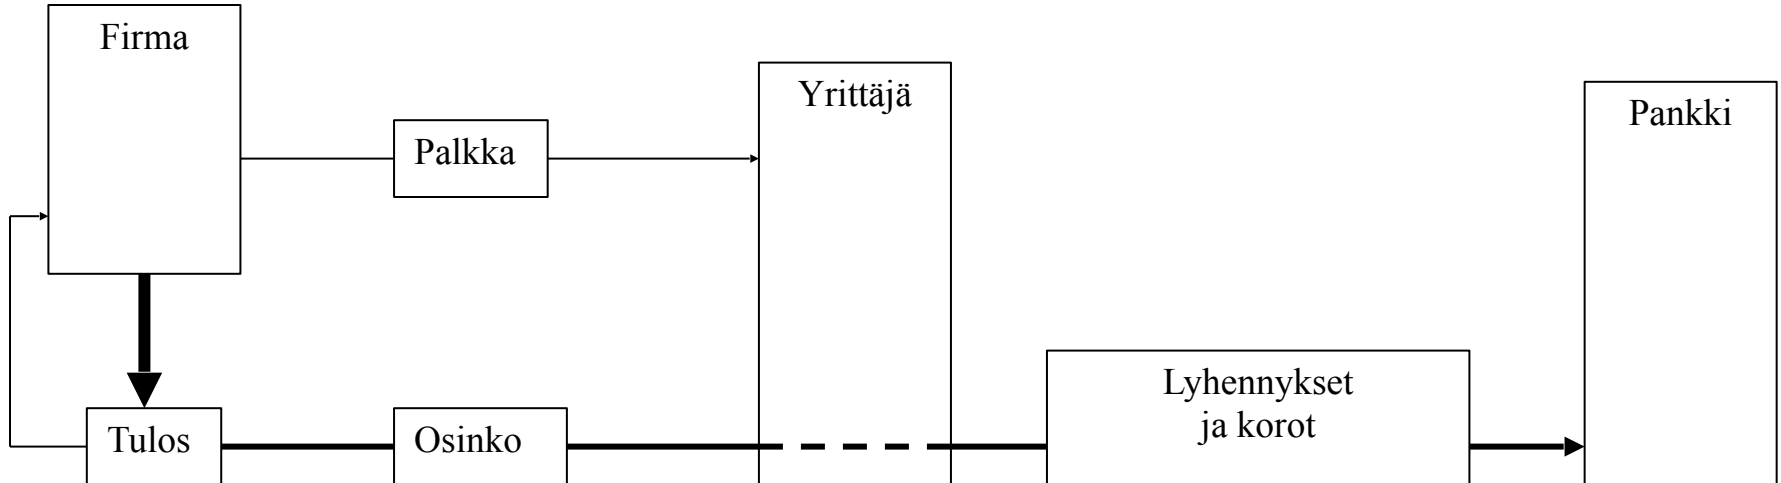 Firma
Yrittäjä
Pankki
Palkka
Lyhennykset
ja korot
Tulos
Osinko